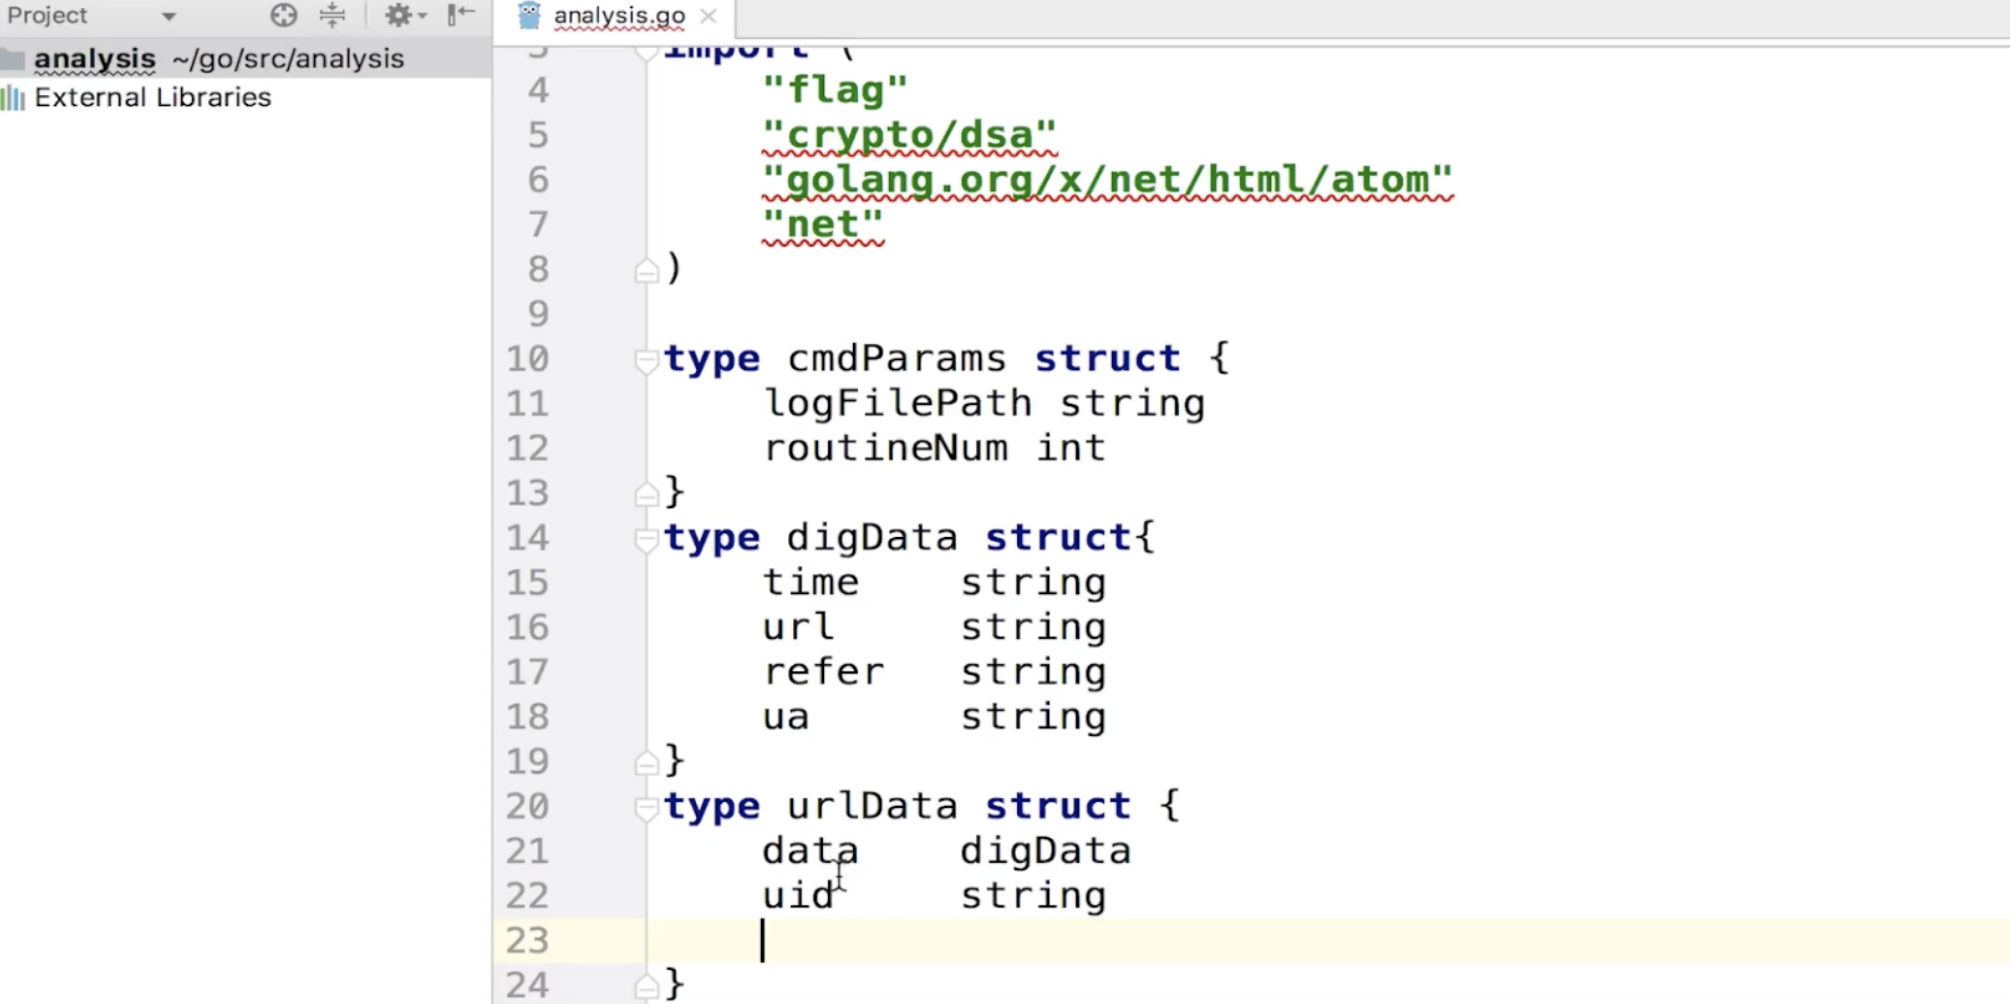 Project
analysis.go
analysis ~/go/src/analysis
External Libraries
3 import (
4 "flag"
5 "crypto/dsa"
6 "golang.org/x/net/html/atom"
7 "net"
8 )
9
10 type cmdParams struct {
11 logFilePath string
12 routineNum int
13 }
14 type digData struct{
15 time string
16 url string
17 refer string
18 ua string
19 }
20 type urlData struct {
21 data digData
22 uid string
23
24 }